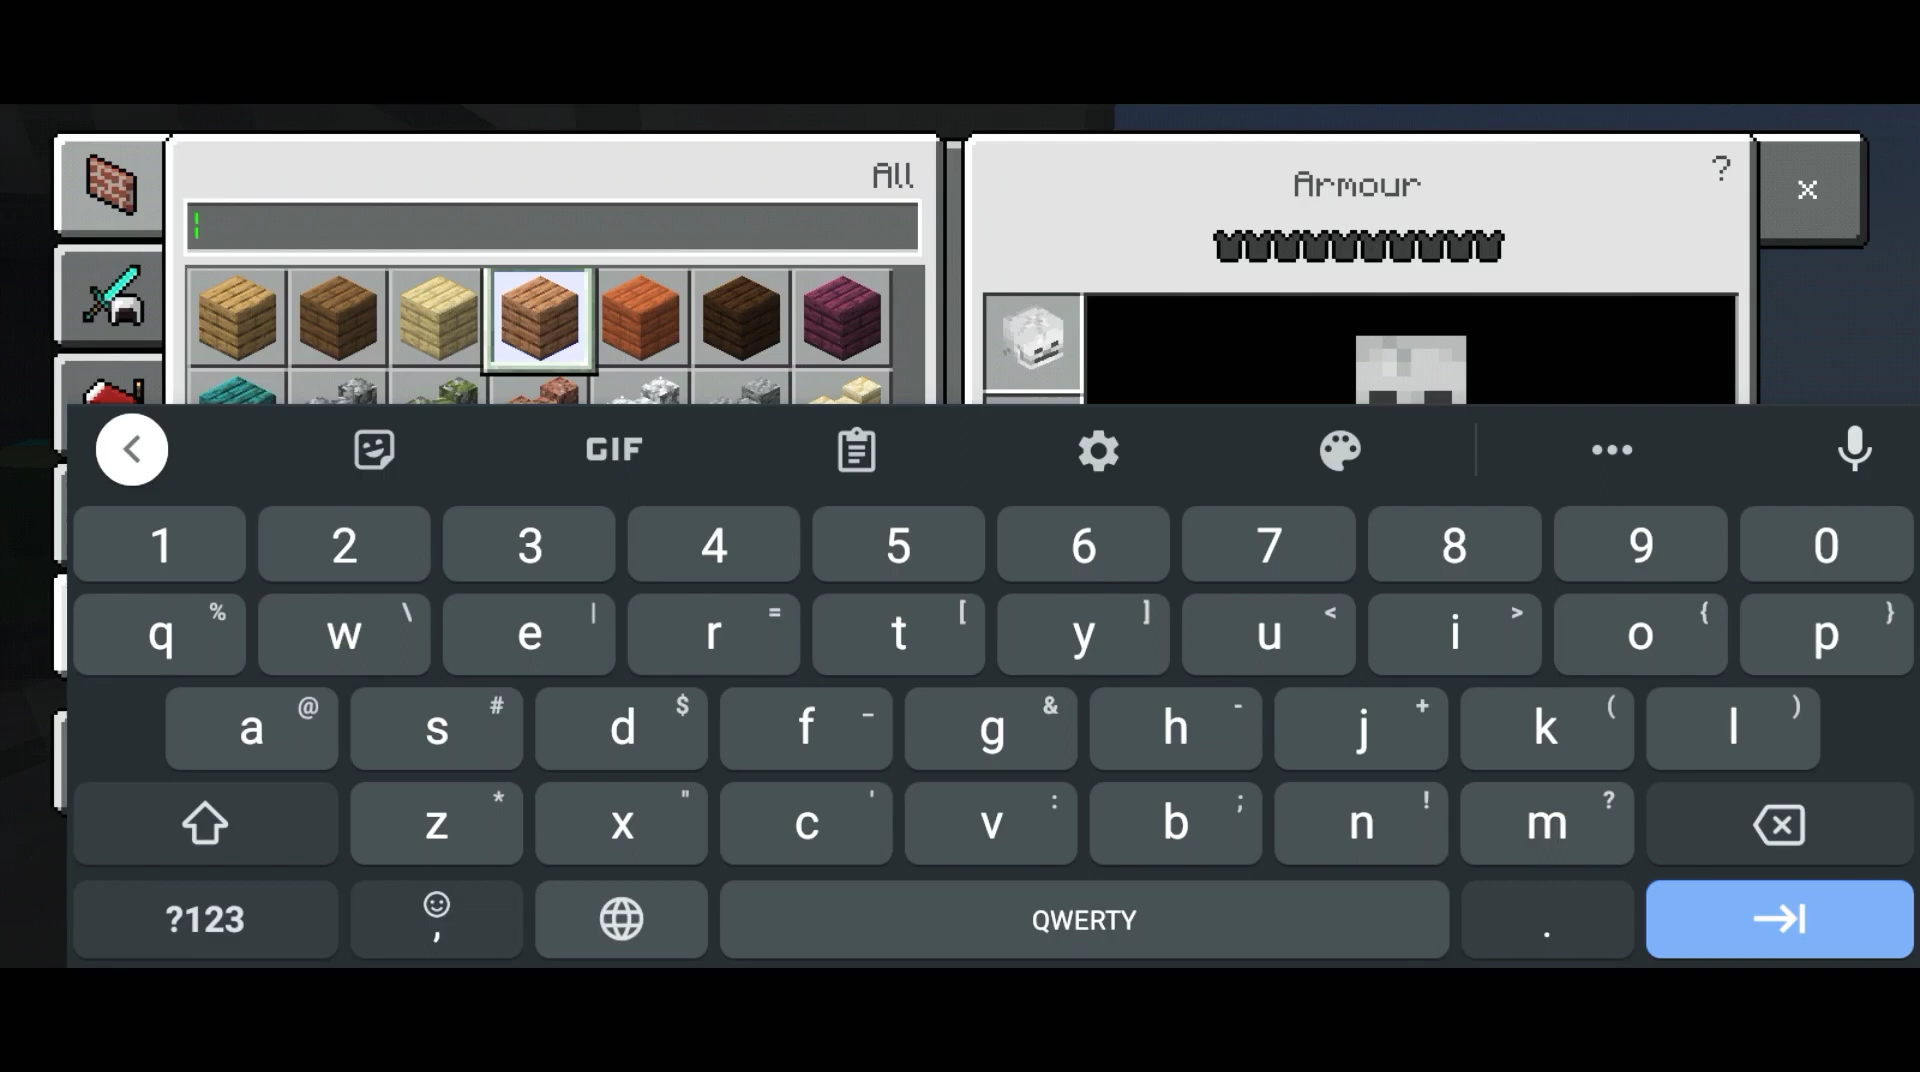 All
?
Armour
GIF
1 2 3 4 5 6 7 8 9 0
q % w \ e | r = t [ y ] u < i > o { p }
a @ s # d $ f _ g & h - j + k ( l )
z * x " c ' v : b ; n ! m ?
?123 , QWERTY .